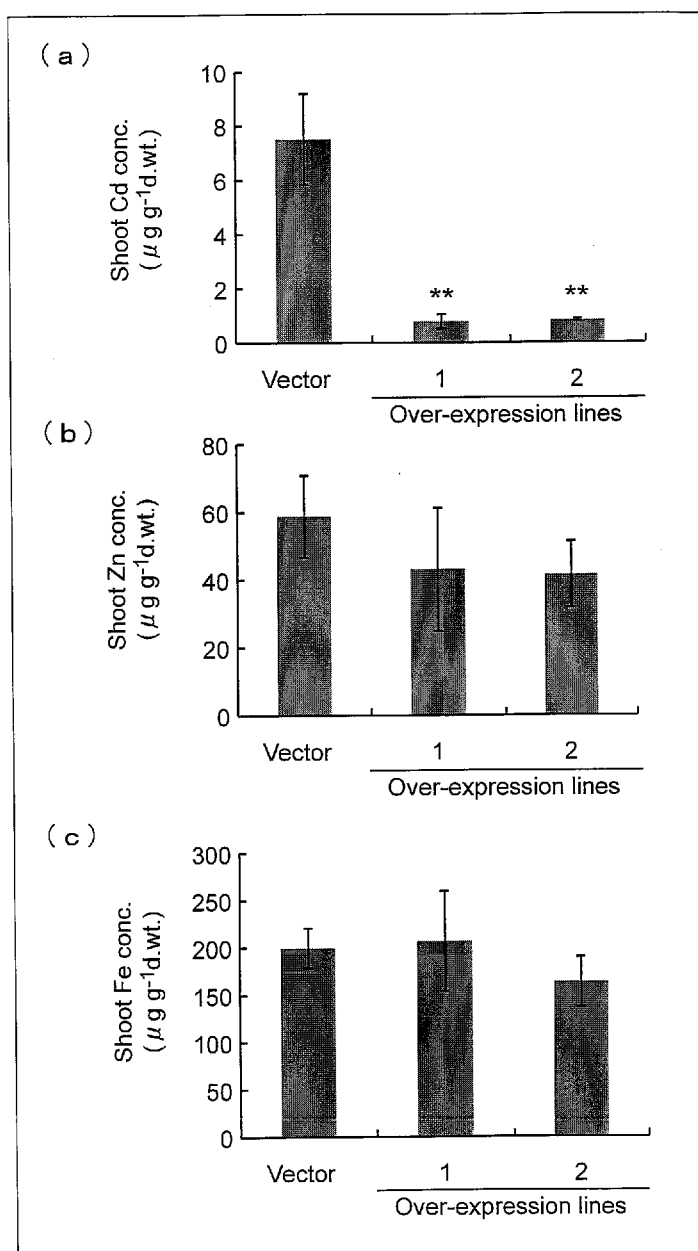 (a)
Shoot Cd conc.
(μg g⁻¹d.wt.)
10
8
6
4
2
0
**
**
Vector
1
2
Over-expression lines
(b)
Shoot Zn conc.
(μg g⁻¹d.wt.)
80
60
40
20
0
Vector
1
2
Over-expression lines
(c)
Shoot Fe conc.
(μg g⁻¹d.wt.)
300
250
200
150
100
50
0
Vector
1
2
Over-expression lines